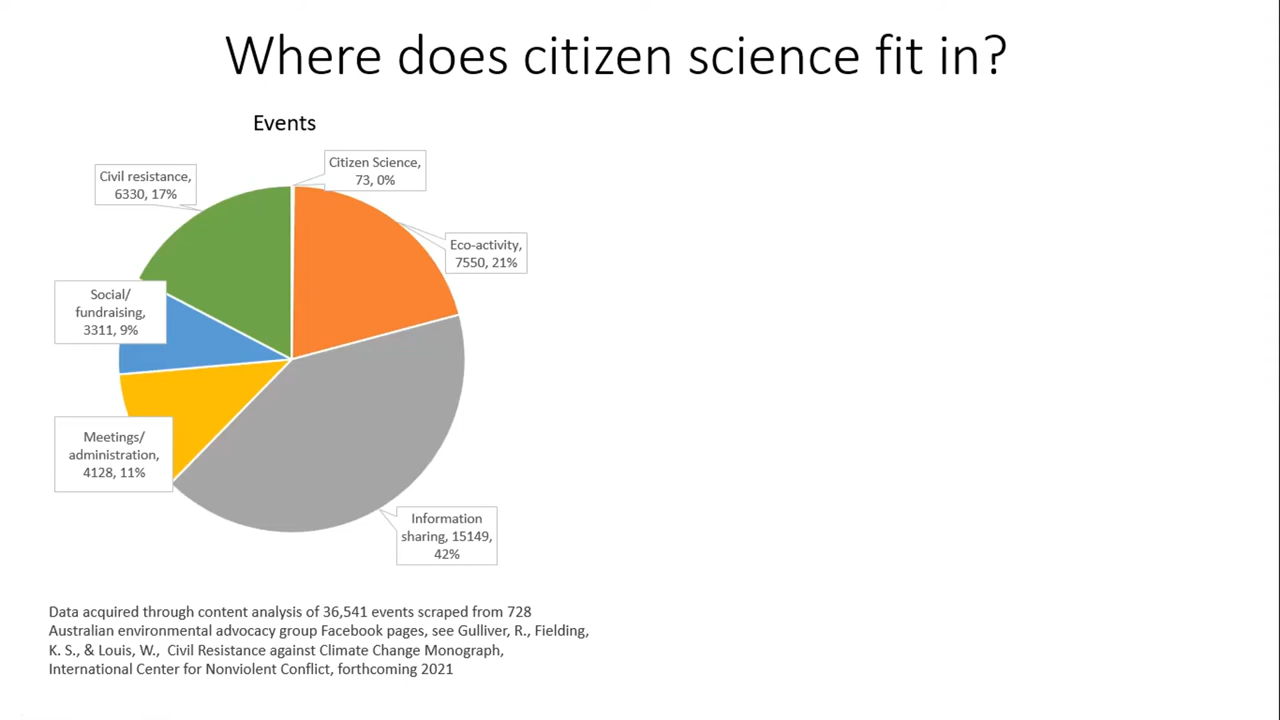 Where does citizen science fit in?
Events
Citizen Science,
73, 0%
Civil resistance,
6330, 17%
Eco-activity,
7550, 21%
Social/
fundraising,
3311, 9%
Meetings/
administration,
4128, 11%
Information
sharing, 15149,
42%
Data acquired through content analysis of 36,541 events scraped from 728
Australian environmental advocacy group Facebook pages, see Gulliver, R., Fielding,
K. S., & Louis, W., Civil Resistance against Climate Change Monograph,
International Center for Nonviolent Conflict, forthcoming 2021